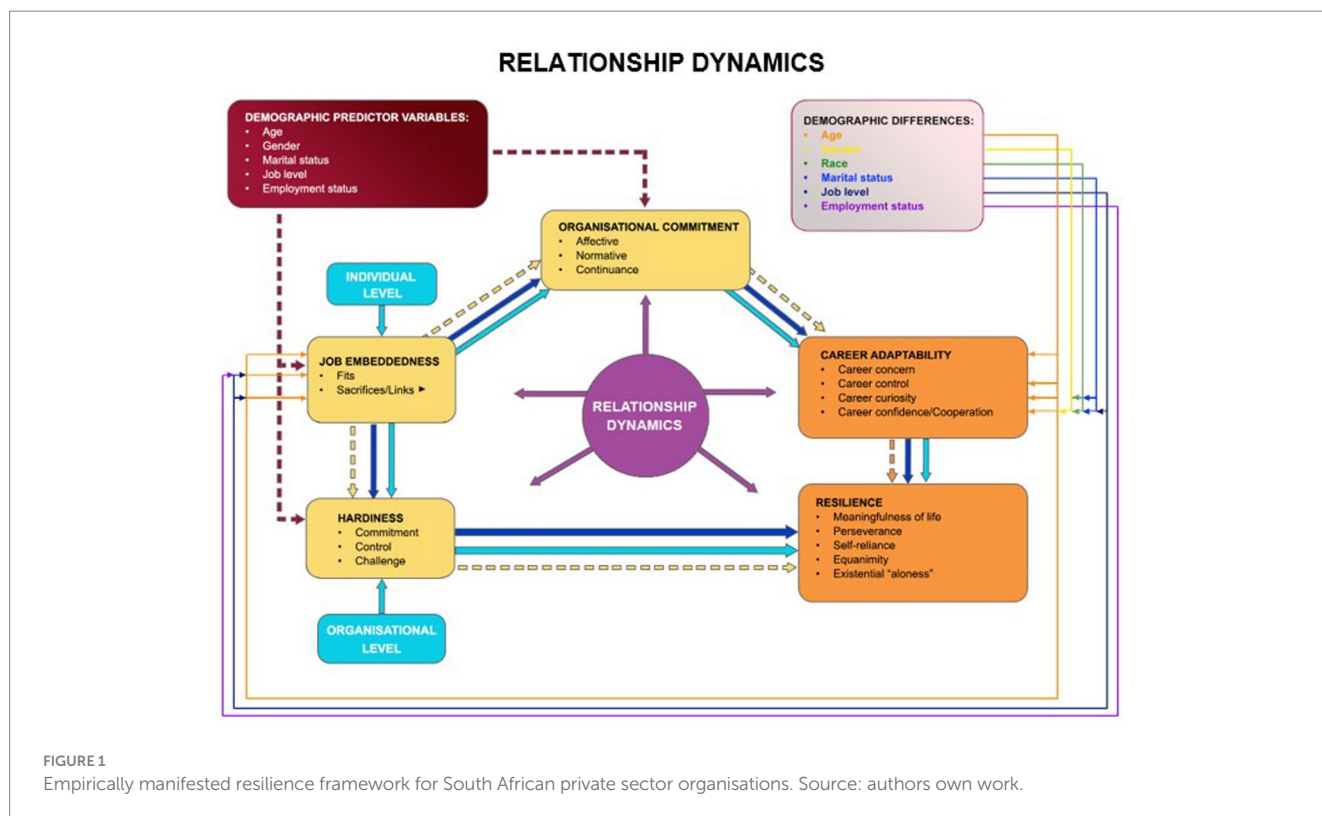 RELATIONSHIP DYNAMICS
DEMOGRAPHIC PREDICTOR VARIABLES:
• Age
• Gender
• Marital status
• Job level
• Employment status
DEMOGRAPHIC DIFFERENCES:
• Age
• Gender
• Race
• Marital status
• Job level
• Employment status
ORGANISATIONAL COMMITMENT
• Affective
• Normative
• Continuance
INDIVIDUAL
LEVEL
JOB EMBEDDEDNESS
• Fits
• Sacrifices/Links ►
CAREER ADAPTABILITY
• Career concern
• Career control
• Career curiosity
• Career confidence/Cooperation
RELATIONSHIP
DYNAMICS
HARDINESS
• Commitment
• Control
• Challenge
RESILIENCE
• Meaningfulness of life
• Perseverance
• Self-reliance
• Equanimity
• Existential “aloness”
ORGANISATIONAL
LEVEL
FIGURE 1
Empirically manifested resilience framework for South African private sector organisations. Source: authors own work.